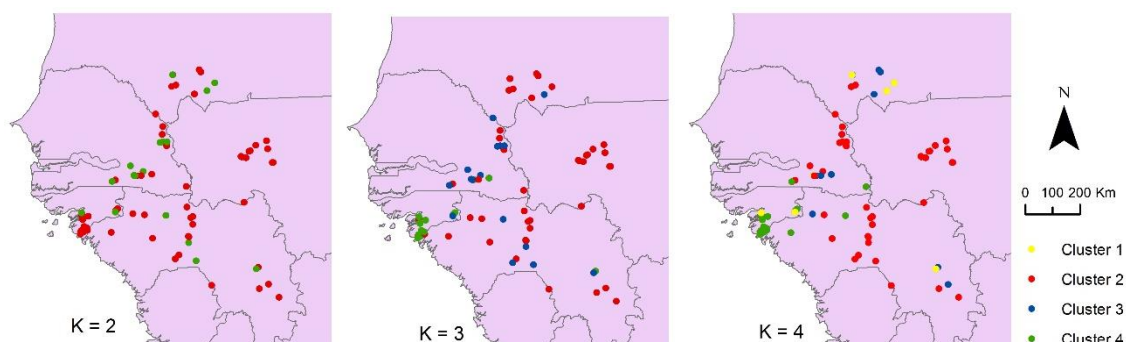 N
0 100 200 Km
Cluster 1
Cluster 2
Cluster 3
Cluster 4
K = 2
K = 3
K = 4